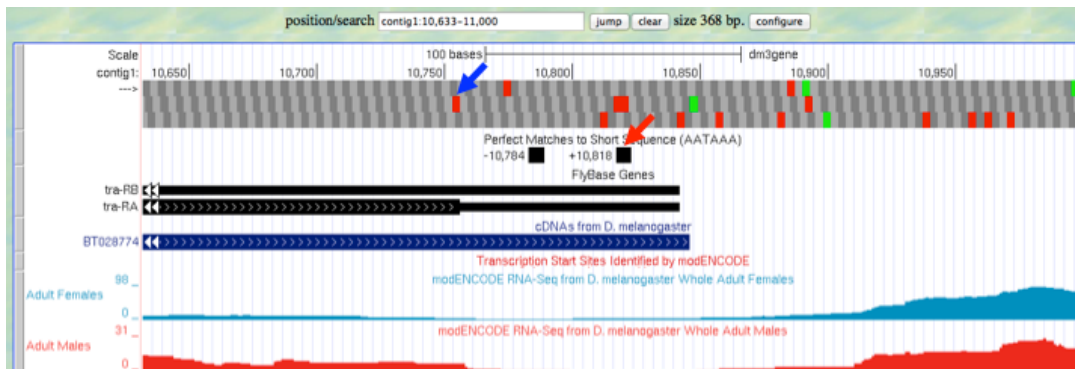 position/search contig1:10,633-11,000 jump clear size 368 bp. configure
Scale 100 bases dm3gene
contig1: 10,650 10,700 10,750 10,800 10,850 10,900 10,950
--->
Perfect Matches to Short Sequence (AATAAA)
-10,784 +10,818
FlyBase Genes
tra-RB
tra-RA
cDNAs from D. melanogaster
BT028774
Transcription Start Sites Identified by modENCODE
modENCODE RNA-Seq from D. melanogaster Whole Adult Females
98 _
Adult Females
0 _
modENCODE RNA-Seq from D. melanogaster Whole Adult Males
31 _
Adult Males
0 _